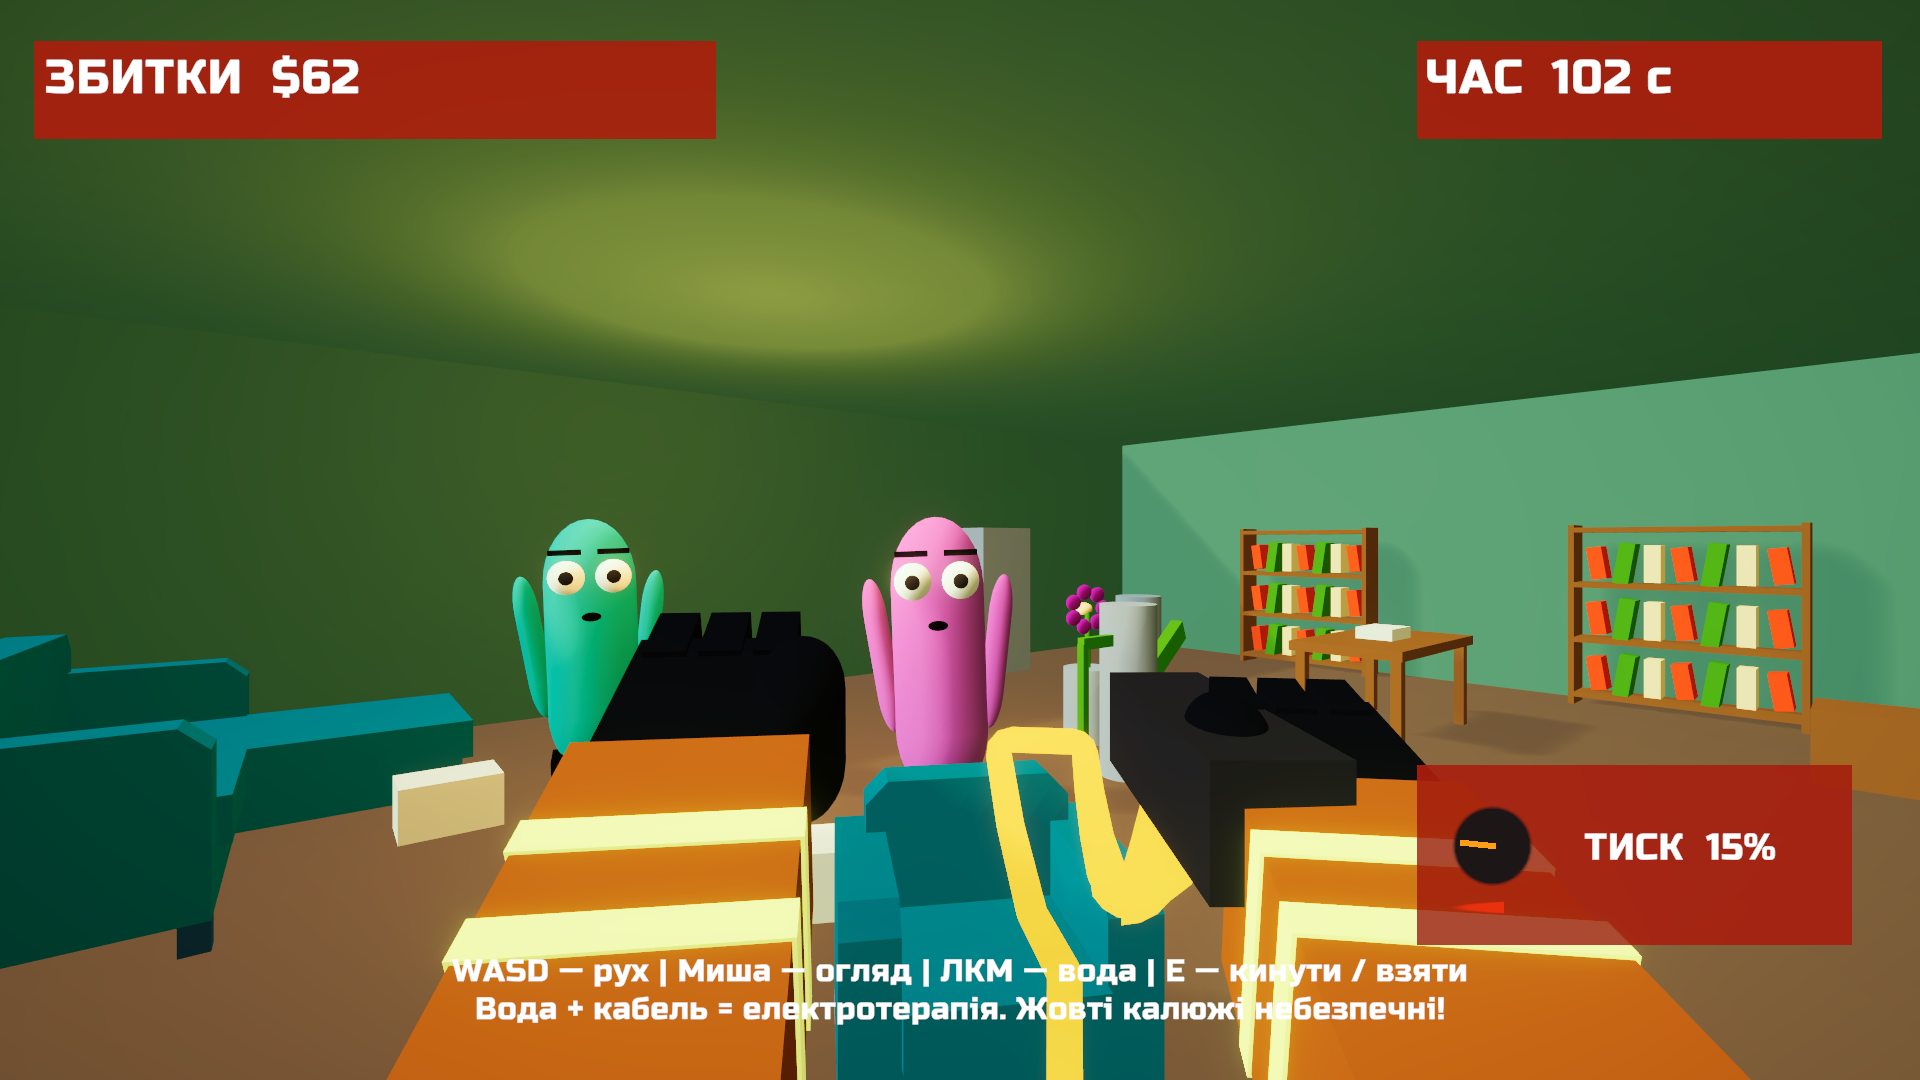 ЗБИТКИ $62
ЧАС 102 с
ТИСК 15%
WASD — рух | Миша — огляд | ЛКМ — вода | E — кинути / взяти
Вода + кабель = електротерапія. Жовті калюжі небезпечні!